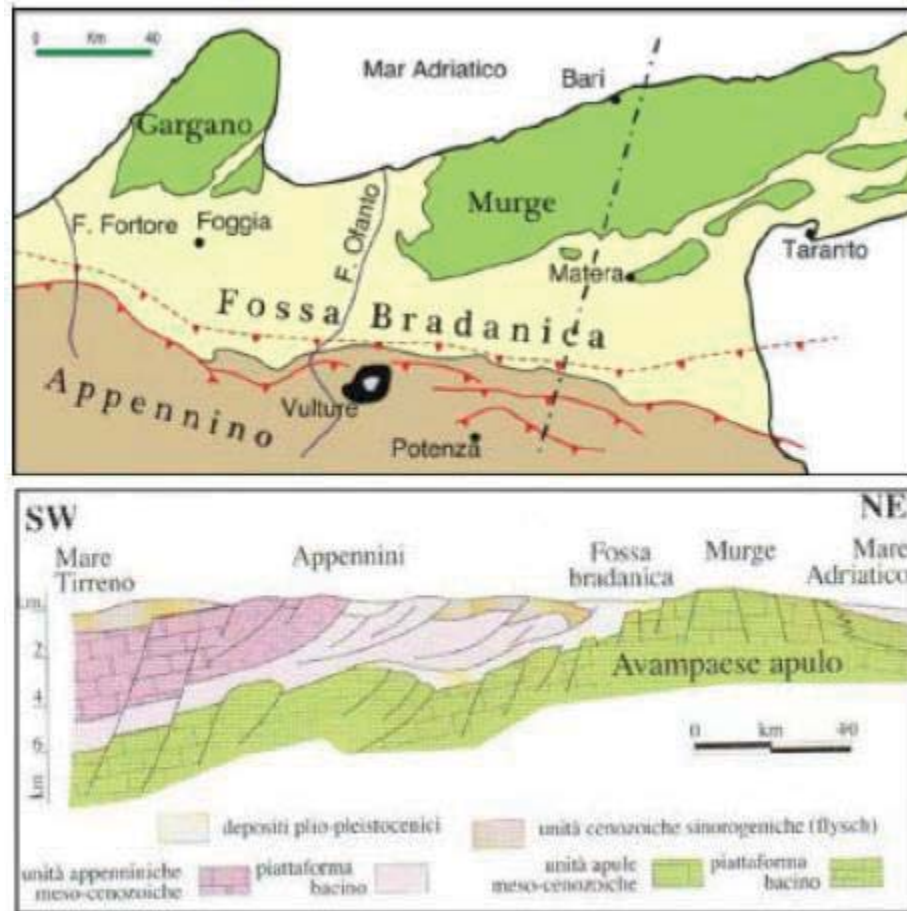 0 Km 40
Mar Adriatico
Bari
Gargano
Murge
F. Fortore
Foggia
F. Ofanto
Matera
Taranto
Fossa Bradanica
Appennino
Vulture
Potenza
SW
NE
Mare
Tirreno
Appennini
Fossa
bradanica
Murge
Mare
Adriatico
km
2
4
6
km
Avampaese apulo
0 km 40
depositi plio-pleistocenici
unità cenozoiche sinorogeniche (flysch)
unità appenniniche
meso-cenozoiche
piattaforma
bacino
unità apule
meso-cenozoiche
piattaforma
bacino